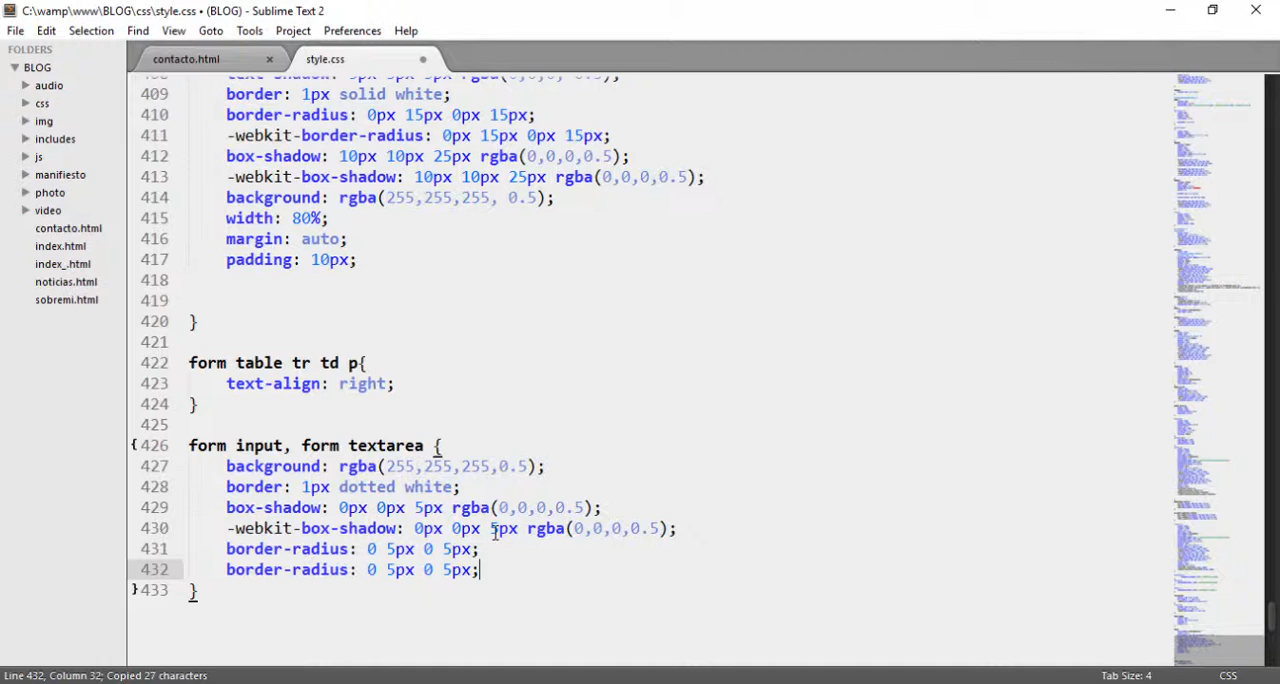 C:\wamp\www\BLOG\css\style.css • (BLOG) - Sublime Text 2
File Edit Selection Find View Goto Tools Project Preferences Help
FOLDERS
BLOG
audio
css
img
includes
js
manifiesto
photo
video
contacto.html
index.html
index_.html
noticias.html
sobremi.html
contacto.html × style.css
409 border: 1px solid white;
410 border-radius: 0px 15px 0px 15px;
411 -webkit-border-radius: 0px 15px 0px 15px;
412 box-shadow: 10px 10px 25px rgba(0,0,0,0.5);
413 -webkit-box-shadow: 10px 10px 25px rgba(0,0,0,0.5);
414 background: rgba(255,255,255, 0.5);
415 width: 80%;
416 margin: auto;
417 padding: 10px;
418
419
420 }
421
422 form table tr td p{
423 text-align: right;
424 }
425
{426 form input, form textarea {
427 background: rgba(255,255,255,0.5);
428 border: 1px dotted white;
429 box-shadow: 0px 0px 5px rgba(0,0,0,0.5);
430 -webkit-box-shadow: 0px 0px 5px rgba(0,0,0,0.5);
431 border-radius: 0 5px 0 5px;
432 border-radius: 0 5px 0 5px;
}433 }
Line 432, Column 32; Copied 27 characters
Tab Size: 4
CSS